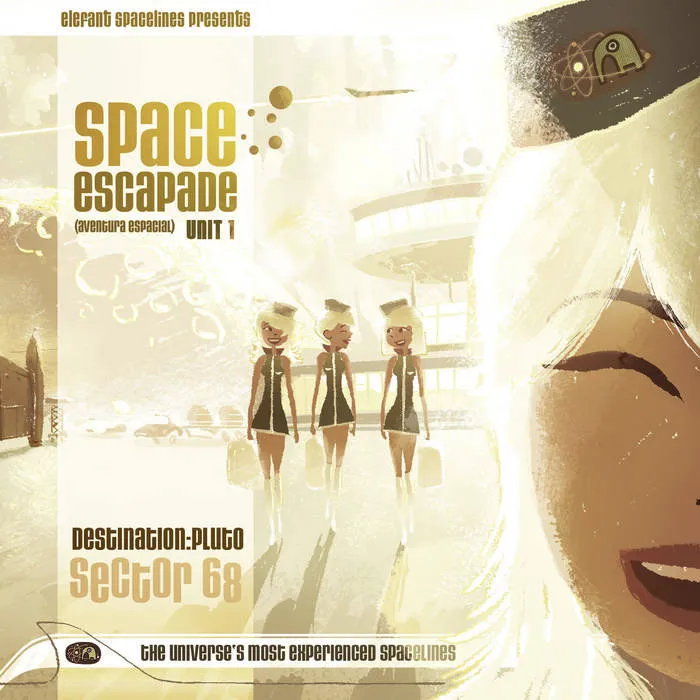 elefant spacelines presents
space
escapade
(aventura espacial) unit 1
Destination:Pluto
Sector 68
the universe's most experienced spacelines